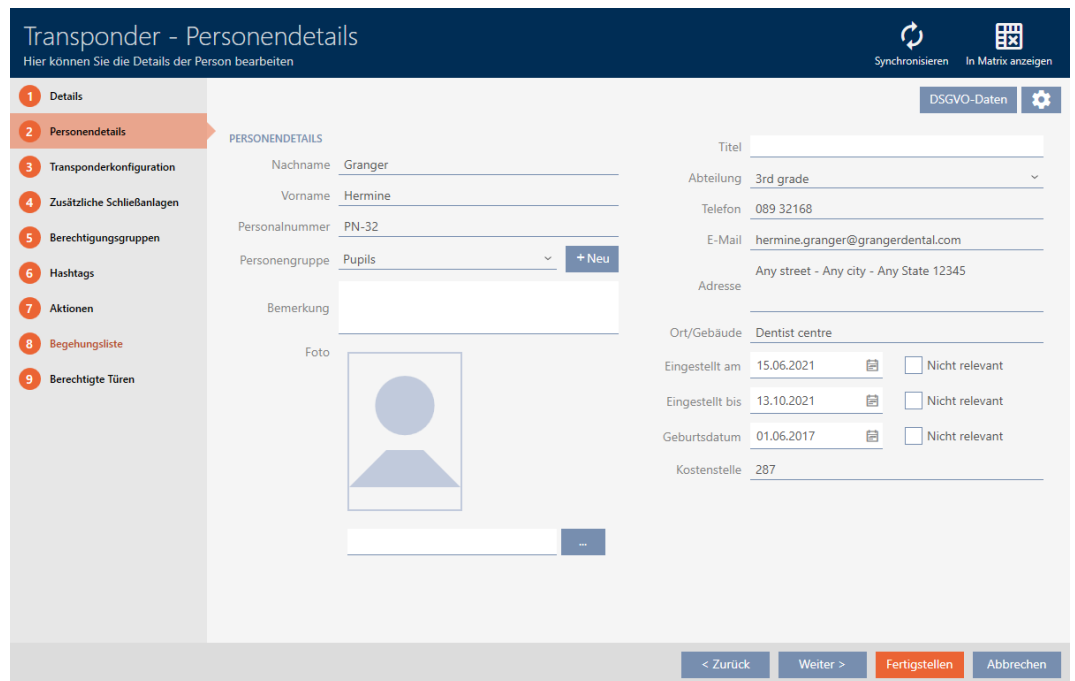 Transponder - Personendetails
Hier können Sie die Details der Person bearbeiten
Synchronisieren
In Matrix anzeigen
1 Details
2 Personendetails
3 Transponderkonfiguration
4 Zusätzliche Schließanlagen
5 Berechtigungsgruppen
6 Hashtags
7 Aktionen
8 Begehungsliste
9 Berechtigte Türen
DSGVO-Daten
PERSONENDETAILS
Nachname Granger
Vorname Hermine
Personalnummer PN-32
Personengruppe Pupils + Neu
Bemerkung
Foto
...
Titel
Abteilung 3rd grade
Telefon 089 32168
E-Mail hermine.granger@grangerdental.com
Adresse Any street - Any city - Any State 12345
Ort/Gebäude Dentist centre
Eingestellt am 15.06.2021 Nicht relevant
Eingestellt bis 13.10.2021 Nicht relevant
Geburtsdatum 01.06.2017 Nicht relevant
Kostenstelle 287
< Zurück
Weiter >
Fertigstellen
Abbrechen